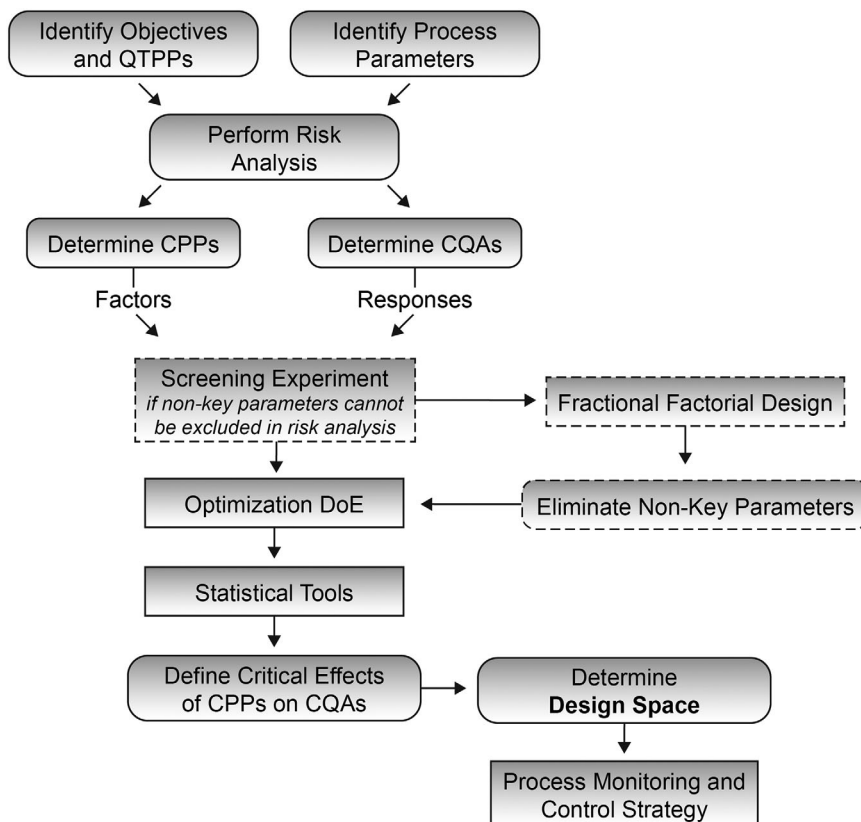 Identify Objectives
and QTPPs
Identify Process
Parameters
Perform Risk
Analysis
Determine CPPs
Determine CQAs
Factors
Responses
Screening Experiment
if non-key parameters cannot
be excluded in risk analysis
Fractional Factorial Design
Optimization DoE
Eliminate Non-Key Parameters
Statistical Tools
Define Critical Effects
of CPPs on CQAs
Determine
Design Space
Process Monitoring and
Control Strategy